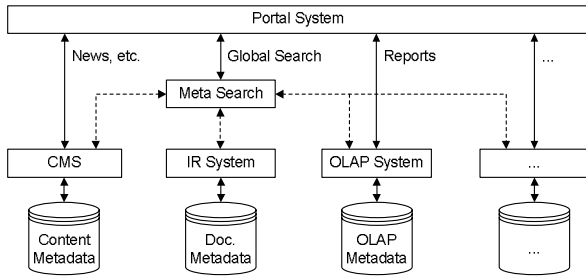 Portal System
News, etc.
Global Search
Reports
...
Meta Search
CMS
IR System
OLAP System
...
Content
Metadata
Doc.
Metadata
OLAP
Metadata
...